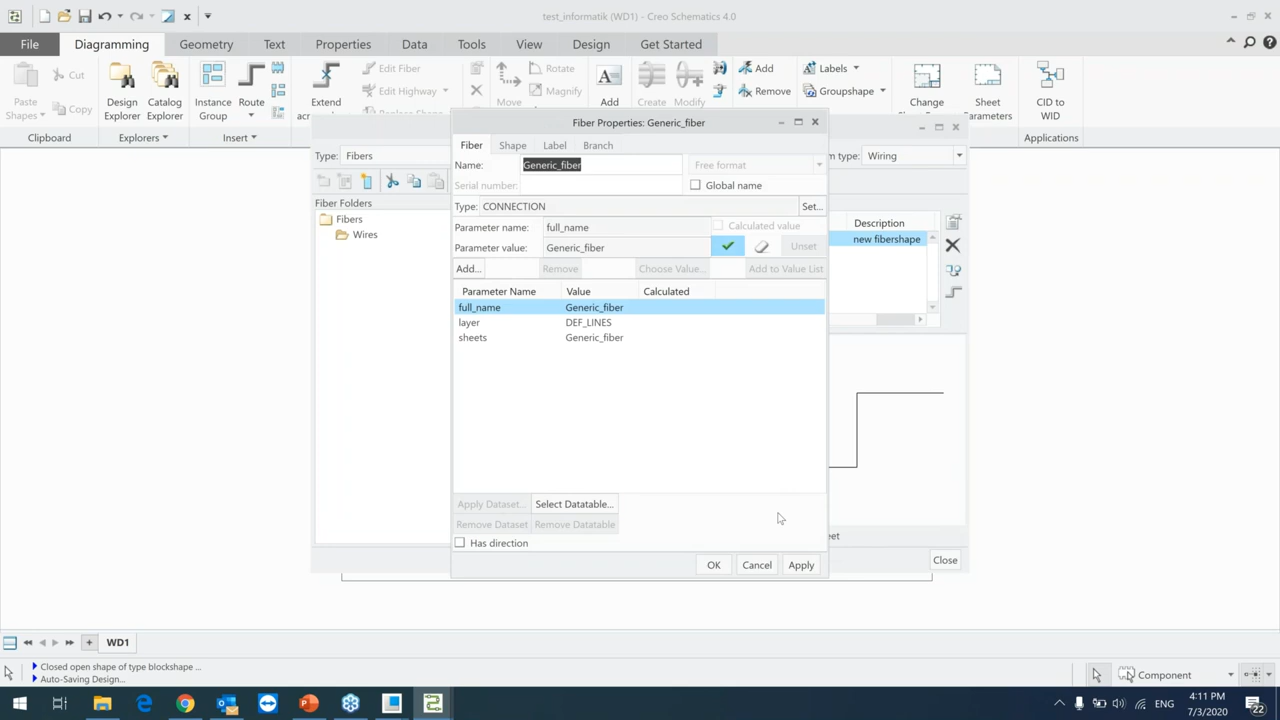 test_informatik (WD1) - Creo Schematics 4.0
File Diagramming Geometry Text Properties Data Tools View Design Get Started
Paste Shapes
Cut
Copy
Clipboard
Design Explorer
Catalog Explorer
Explorers
Instance Group
Route
Insert
Extend
Edit Fiber
Edit Highway
Move
Rotate
Magnify
Add
Create
Modify
Add
Remove
Labels
Groupshape
Change
Sheet
Parameters
CID to WID
Applications
Type: Fibers
Fiber Folders
Fibers
Wires
Wiring
Description
new fibershape
Close
Fiber Properties: Generic_fiber
Fiber Shape Label Branch
Name: Generic_fiber Free format
Serial number: Global name
Type: CONNECTION Set...
Parameter name: full_name Calculated value
Parameter value: Generic_fiber Unset
Add... Remove Choose Value... Add to Value List
Parameter Name Value Calculated
full_name Generic_fiber
layer DEF_LINES
sheets Generic_fiber
Apply Dataset... Select Datatable...
Remove Dataset Remove Datatable
Has direction
OK Cancel Apply
WD1
Closed open shape of type blockshape ...
Auto-Saving Design...
Component
ENG
4:11 PM
7/3/2020
22